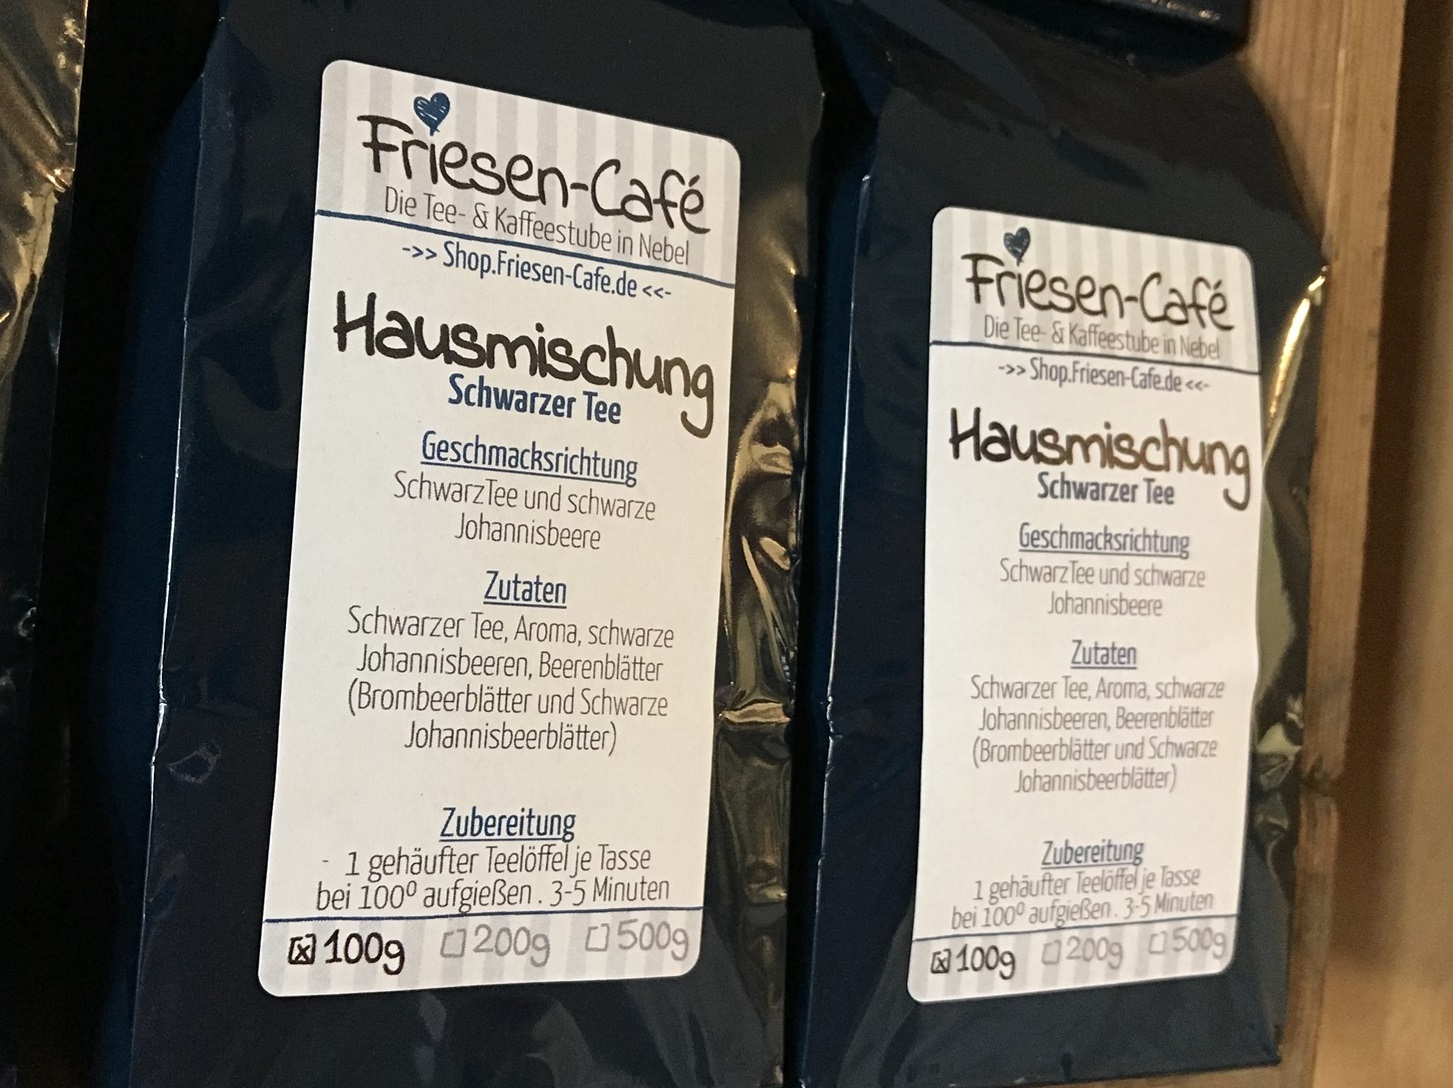 Friesen-Café
Die Tee- & Kaffeestube in Nebel
->> Shop.Friesen-Cafe.de <<-
Hausmischung
Schwarzer Tee
Geschmacksrichtung
SchwarzTee und schwarze
Johannisbeere
Zutaten
Schwarzer Tee, Aroma, schwarze
Johannisbeeren, Beerenblätter
(Brombeerblätter und Schwarze
Johannisbeerblätter)
Zubereitung
- 1 gehäufter Teelöffel je Tasse
bei 100º aufgießen . 3-5 Minuten
[x] 100g [ ] 200g [ ] 500g
Friesen-Café
Die Tee- & Kaffeestube in Nebel
->> Shop.Friesen-Cafe.de <<-
Hausmischung
Schwarzer Tee
Geschmacksrichtung
SchwarzTee und schwarze
Johannisbeere
Zutaten
Schwarzer Tee, Aroma, schwarze
Johannisbeeren, Beerenblätter
(Brombeerblätter und Schwarze
Johannisbeerblätter)
Zubereitung
1 gehäufter Teelöffel je Tasse
bei 100º aufgießen . 3-5 Minuten
[x] 100g [ ] 200g [ ] 500g